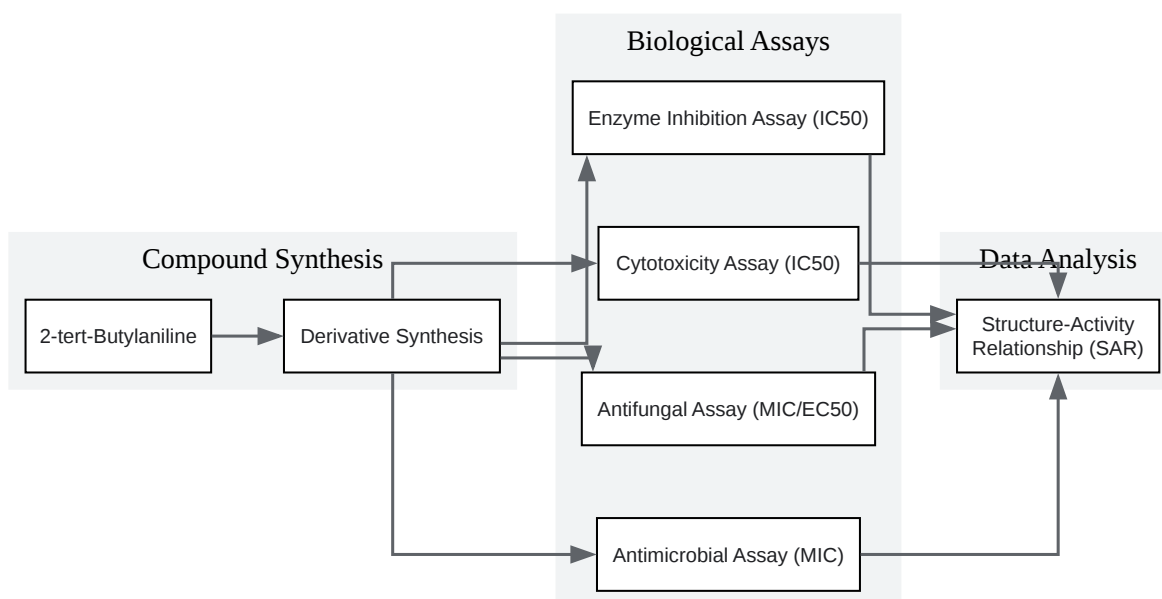 Biological Assays
Enzyme Inhibition Assay (IC50)
Compound Synthesis
Cytotoxicity Assay (IC50)
Data Analysis
2-tert-Butylaniline
Derivative Synthesis
Structure-Activity
Relationship (SAR)
Antifungal Assay (MIC/EC50)
Antimicrobial Assay (MIC)